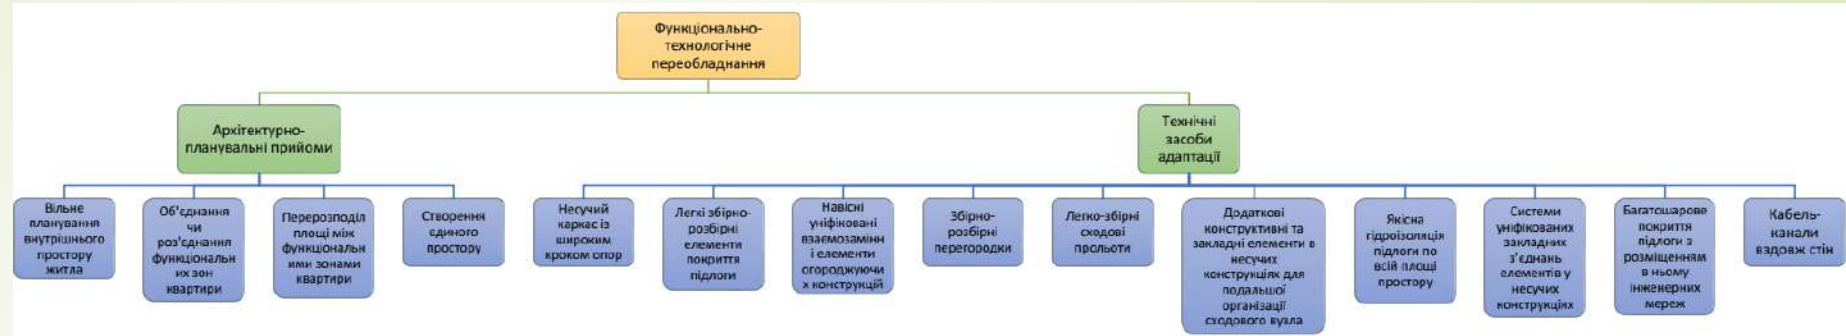 Функціонально-
технологічне
переобладнання
Архітектурно-
планувальні прийоми
Технічні
засоби
адаптації
Вільне
планування
внутрішнього
простору
житла
Об'єднання
чи
роз'єднання
функціональн
их зон
квартири
Перерозподіл
площі між
функціональн
ими зонами
квартири
Створення
єдиного
простору
Несучий
каркас із
широким
кроком опор
Легкі збірно-
розбірні
елементи
покриття
підлоги
Навісні
уніфіковані
взаємозамінн
і елементи
огороджуючи
х конструкцій
Збірно-
розбірні
перегородки
Легко-збірні
сходові
прольоти
Додаткові
конструктивні та
закладні елементи в
несучих
конструкціях для
подальшої
організації
сходового вузла
Якісна
гідроізоляція
підлоги по
всій площі
простору
Системи
уніфікованих
закладних
з'єднань
елементів у
несучих
конструкціях
Багатошарове
покриття
підлоги з
розміщенням
в ньому
інженерних
мереж
Кабель-
канали
вздовж стін